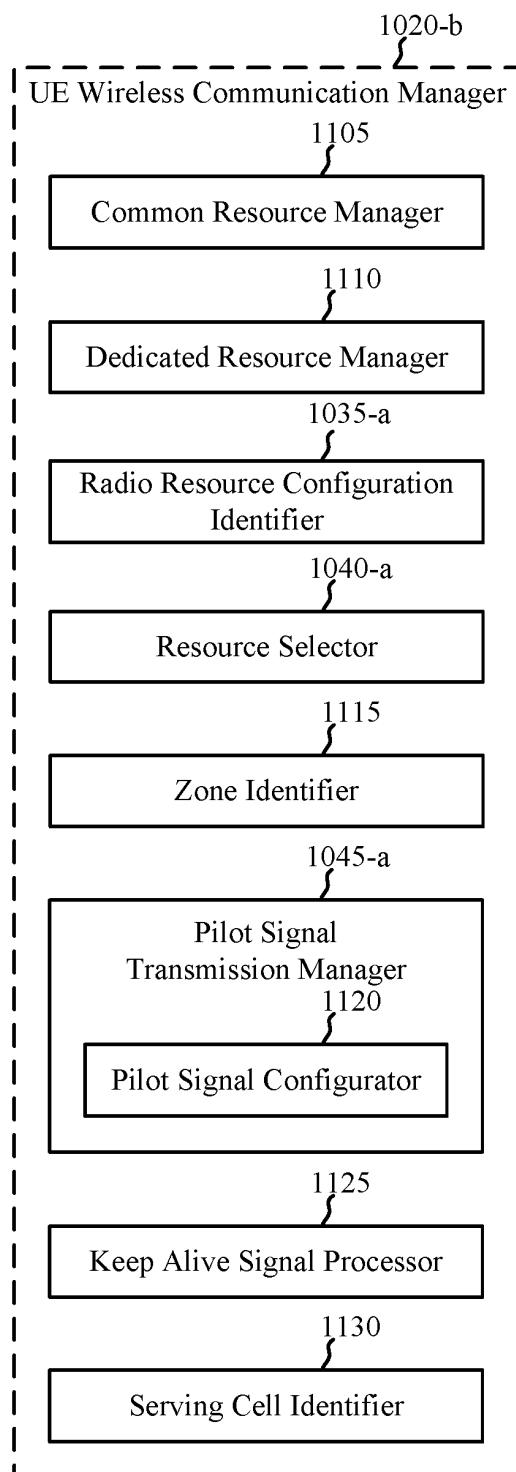 1020-b
UE Wireless Communication Manager
1105
Common Resource Manager
1110
Dedicated Resource Manager
1035-a
Radio Resource Configuration
Identifier
1040-a
Resource Selector
1115
Zone Identifier
1045-a
Pilot Signal
Transmission Manager
1120
Pilot Signal Configurator
1125
Keep Alive Signal Processor
1130
Serving Cell Identifier